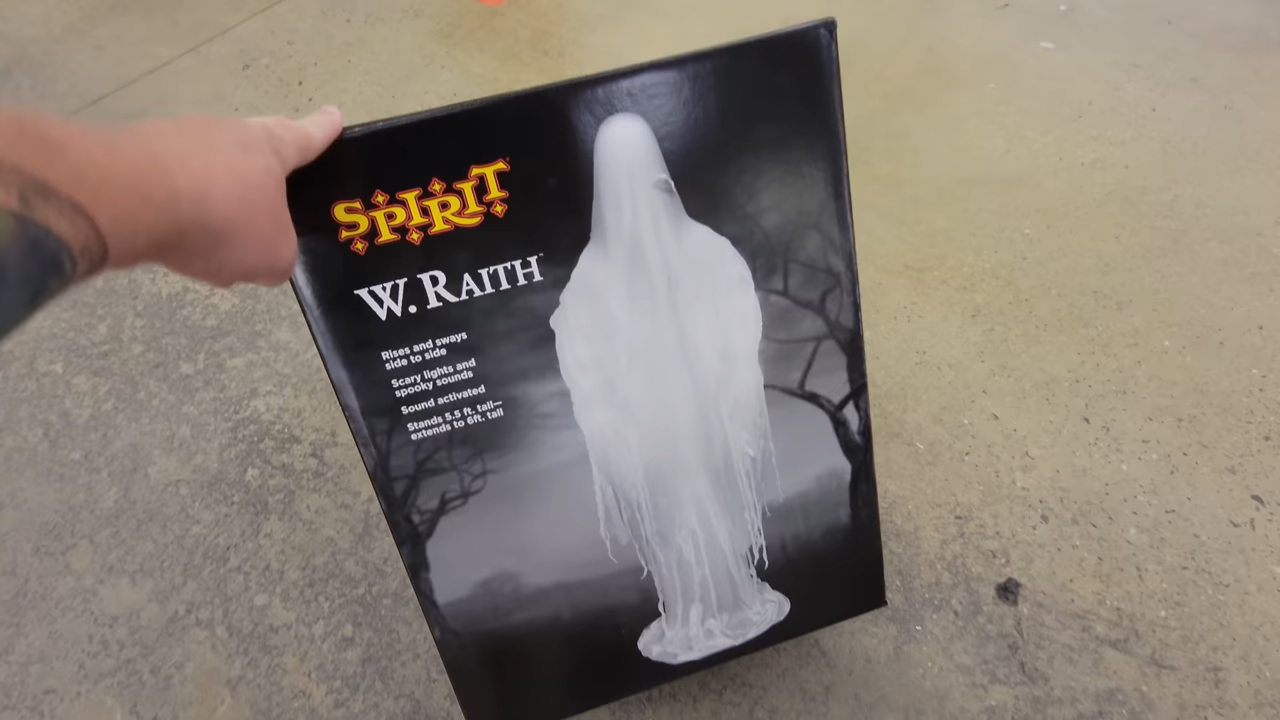 SPIRIT
W. RAITH™
Rises and sways
side to side
Scary lights and
spooky sounds
Sound activated
Stands 5.5 ft. tall—
extends to 6ft. tall